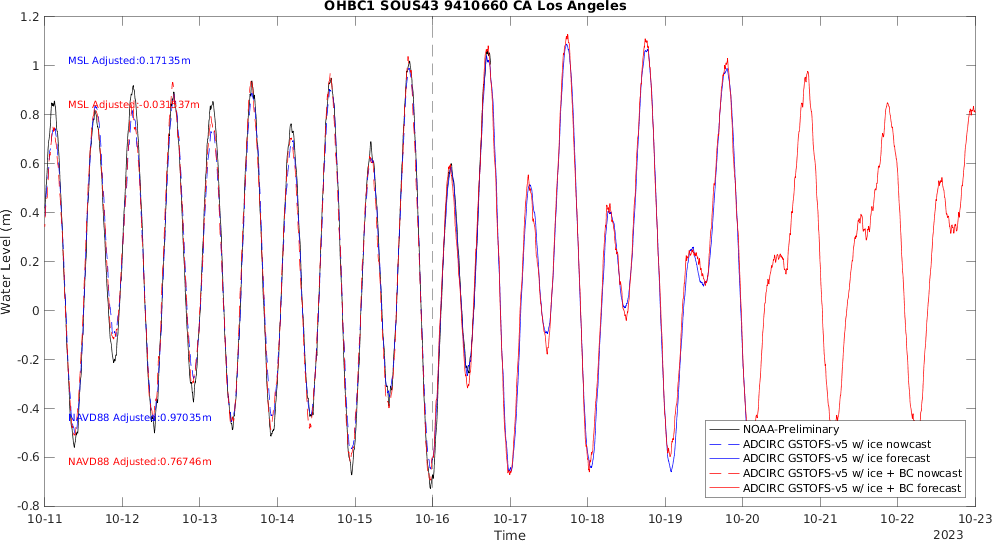 OHBC1 SOUS43 9410660 CA Los Angeles
1.2
1
0.8
0.6
0.4
0.2
0
-0.2
-0.4
-0.6
-0.8
Water Level (m)
MSL Adjusted:0.17135m
MSL Adjusted:-0.031337m
NAVD88 Adjusted:0.97035m
NAVD88 Adjusted:0.76746m
NOAA-Preliminary
ADCIRC GSTOFS-v5 w/ ice nowcast
ADCIRC GSTOFS-v5 w/ ice forecast
ADCIRC GSTOFS-v5 w/ ice + BC nowcast
ADCIRC GSTOFS-v5 w/ ice + BC forecast
10-11 10-12 10-13 10-14 10-15 10-16 10-17 10-18 10-19 10-20 10-21 10-22 10-23
Time
2023